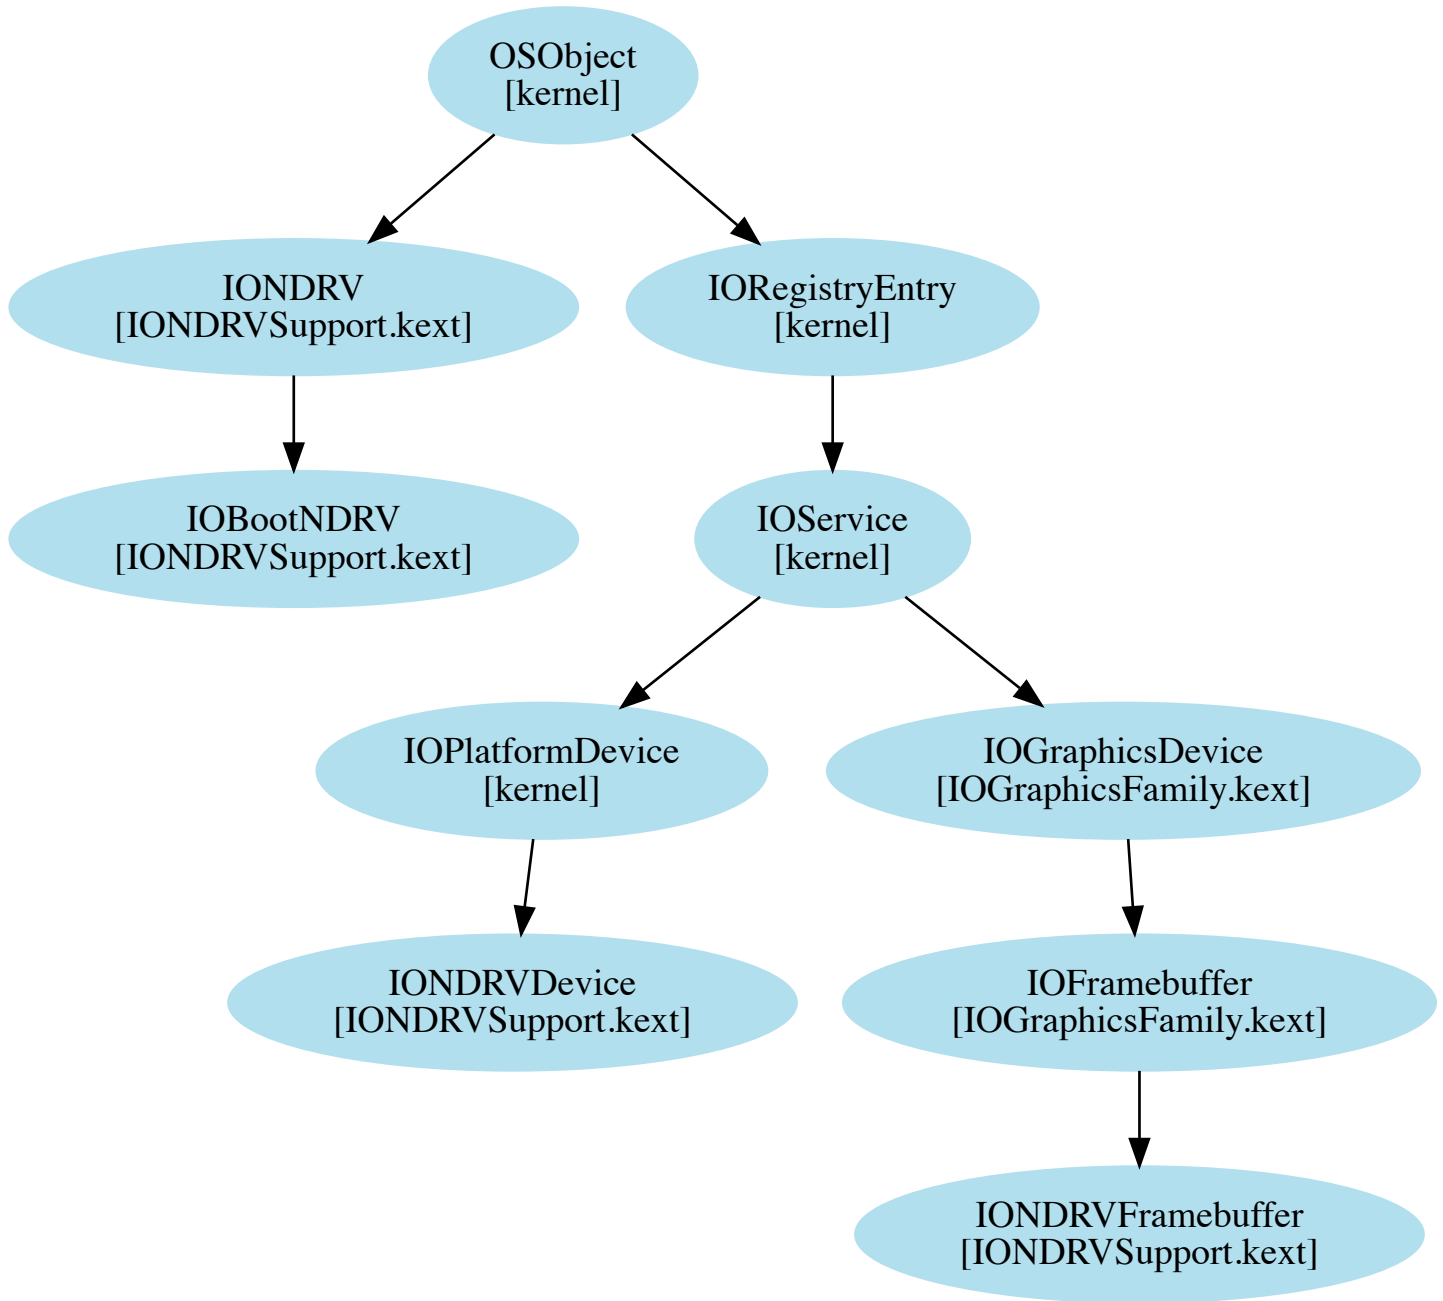 OSObject
[kernel]
IONDRV
[IONDRVSupport.kext]
IORegistryEntry
[kernel]
IOBootNDRV
[IONDRVSupport.kext]
IOService
[kernel]
IOPlatformDevice
[kernel]
IOGraphicsDevice
[IOGraphicsFamily.kext]
IONDRVDevice
[IONDRVSupport.kext]
IOFramebuffer
[IOGraphicsFamily.kext]
IONDRVFramebuffer
[IONDRVSupport.kext]